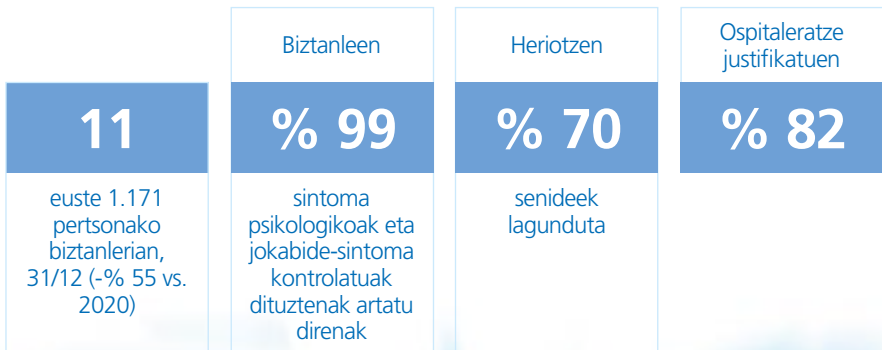 11
euste 1.171
pertsonako
biztanlerian,
31/12 (-% 55 vs.
2020)
Biztanleen
% 99
sintoma
psikologikoak eta
jokabide-sintoma
kontrolatuak
dituztenak artatu
direnak
Heriotzen
% 70
senideek
lagunduta
Ospitaleratze
justifikatuen
% 82